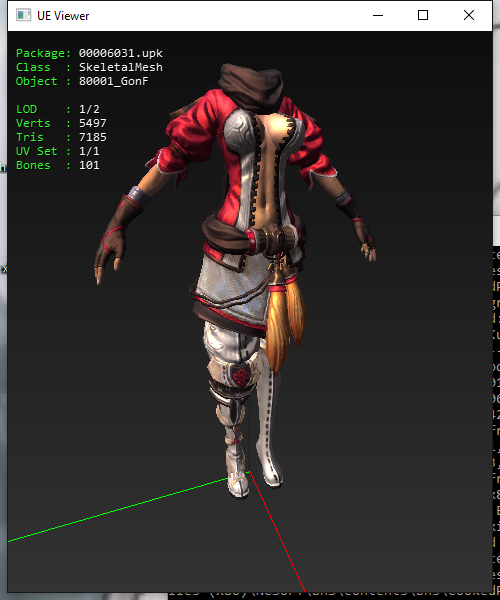 UE Viewer
Package: 00006031.upk
Class : SkeletalMesh
Object : 80001_GonF
LOD : 1/2
Verts : 5497
Tris : 7185
UV Set : 1/1
Bones : 101